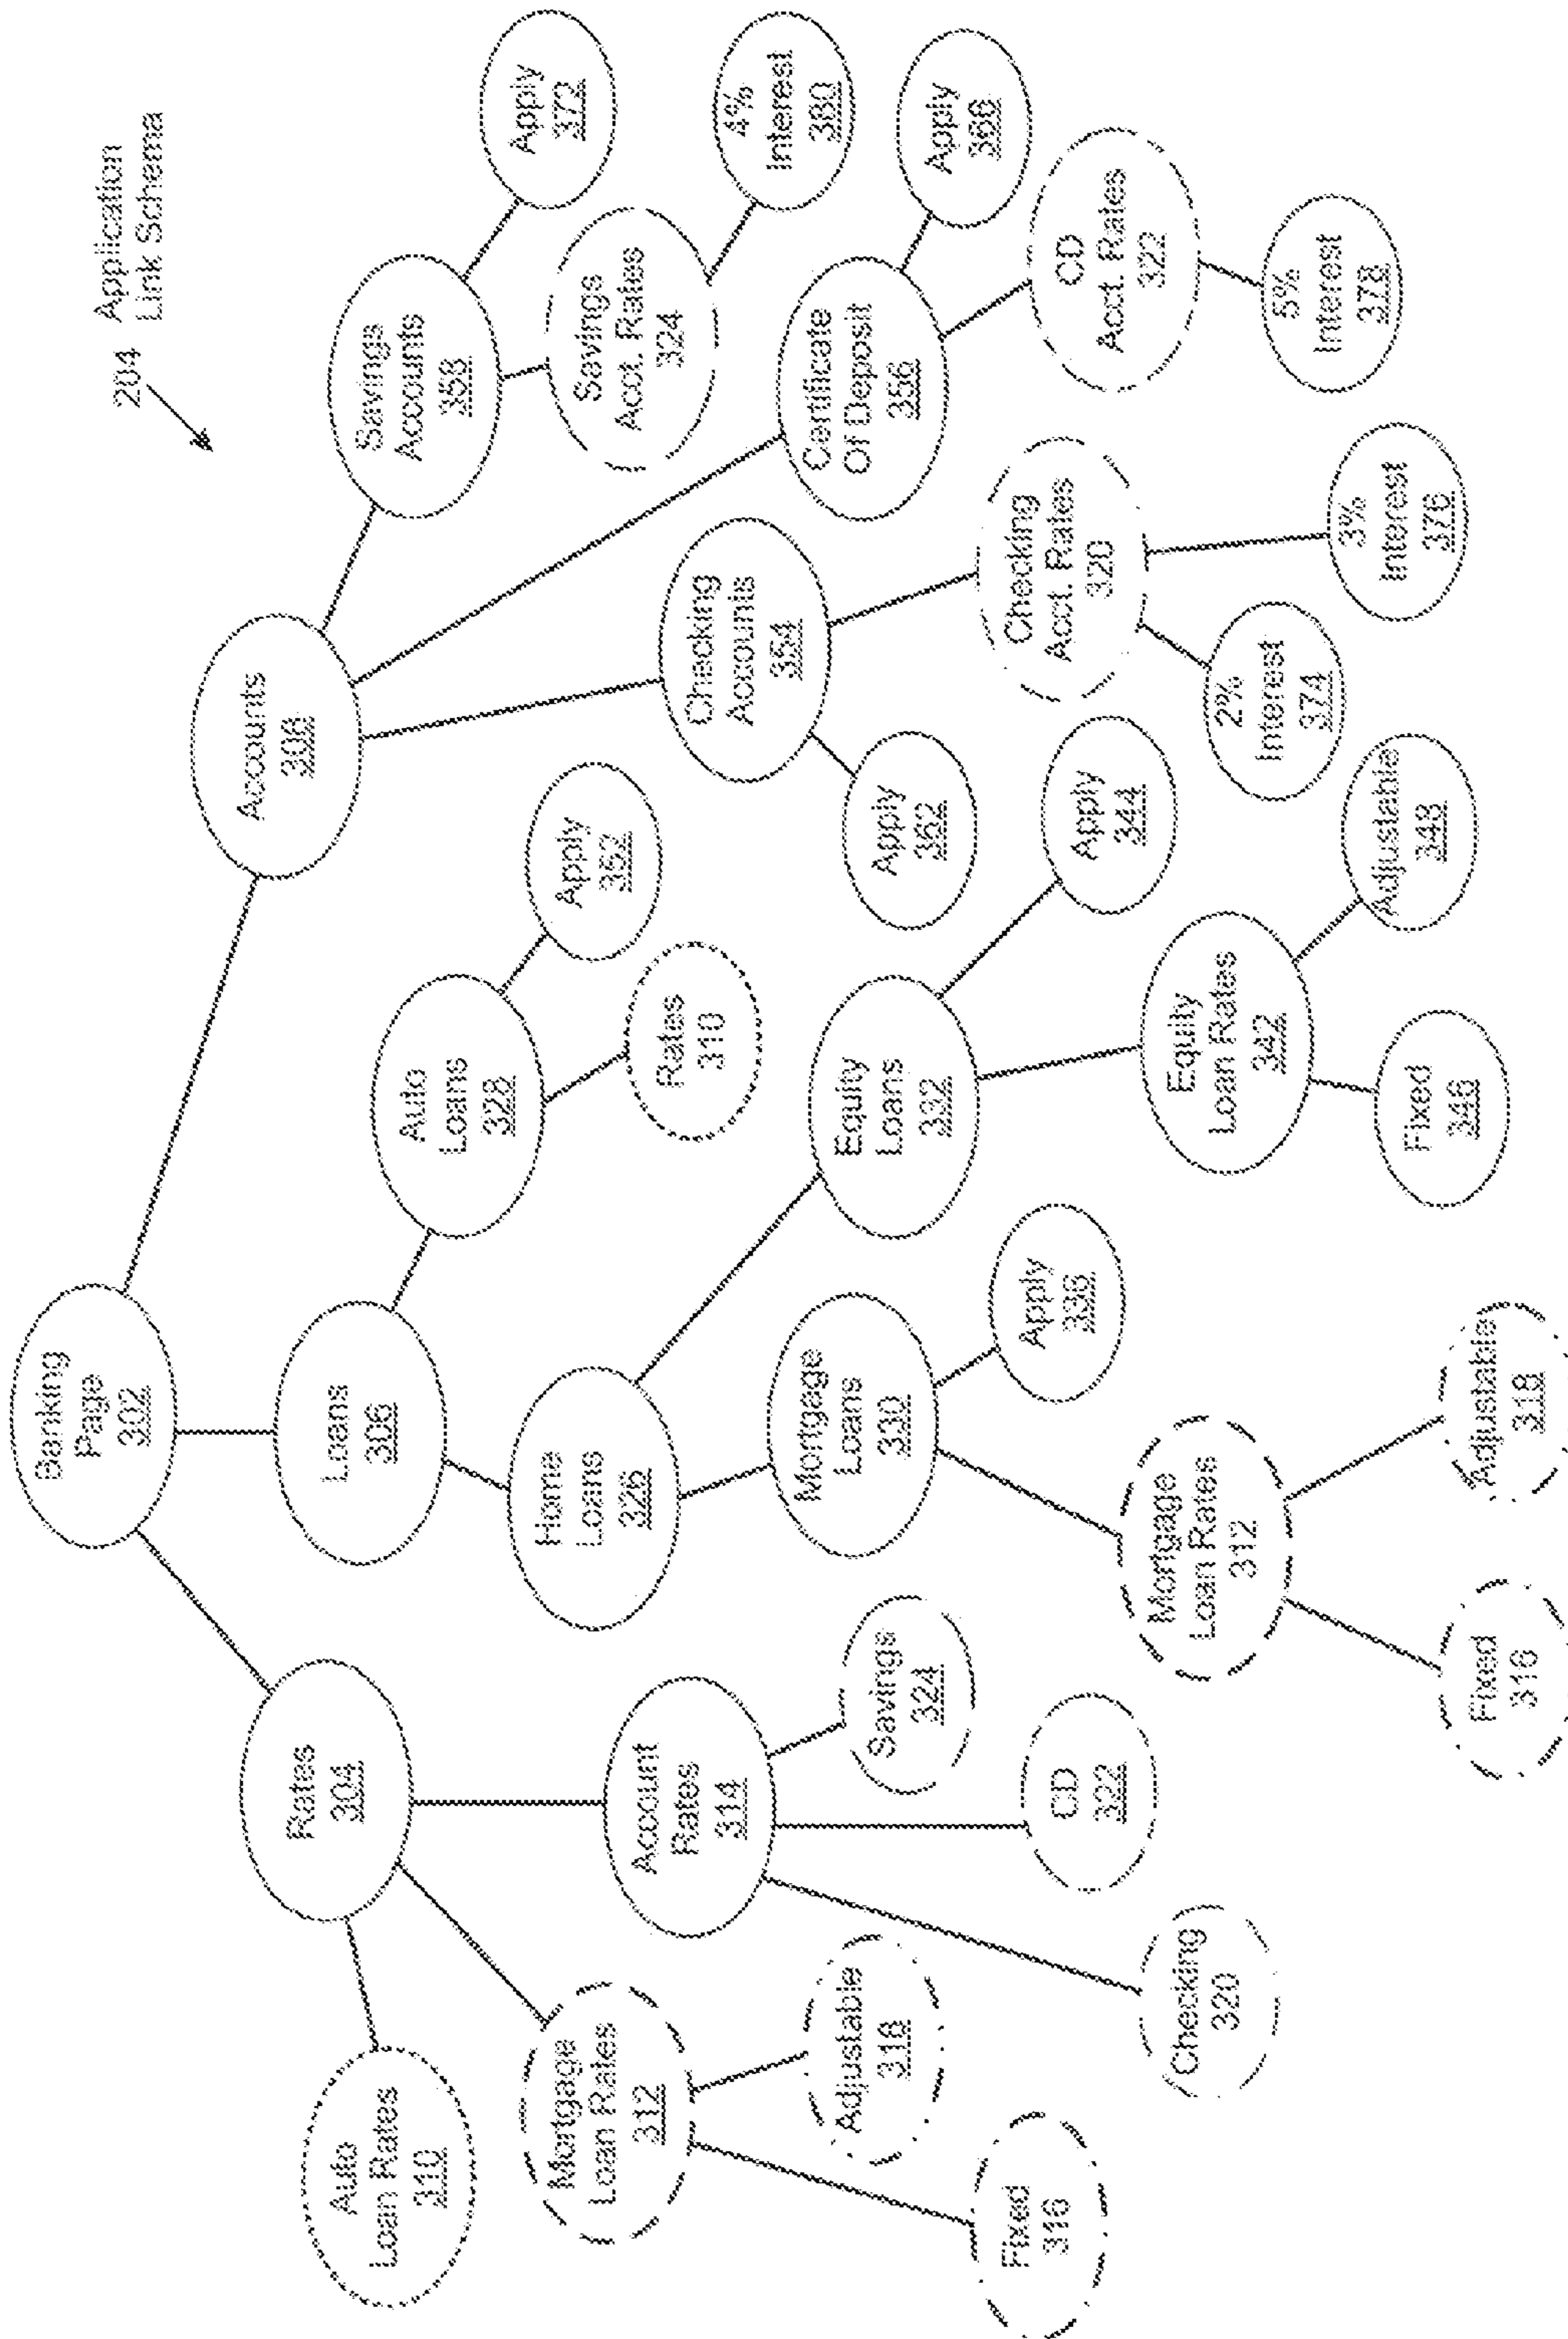 204
Application
Link Schema
Banking
Page
302
Rates
304
Loans
306
Accounts
308
Auto
Loan Rates
310
Mortgage
Loan Rates
312
Account
Rates
314
Home
Loans
326
Auto
Loans
328
Savings
Accounts
358
Apply
372
Savings
Acct. Rates
324
4%
Interest
380
Rates
310
Apply
352
Checking
Accounts
354
Certificate
Of Deposit
356
Apply
368
CD
Acct. Rates
322
5%
Interest
378
Fixed
316
Adjustable
318
Checking
320
CD
322
Savings
324
Mortgage
Loans
330
Apply
336
Equity
Loans
332
Apply
344
Apply
362
Checking
Acct. Rates
320
2%
Interest
374
3%
Interest
376
Mortgage
Loan Rates
312
Fixed
316
Adjustable
318
Equity
Loan Rates
342
Fixed
346
Adjustable
348